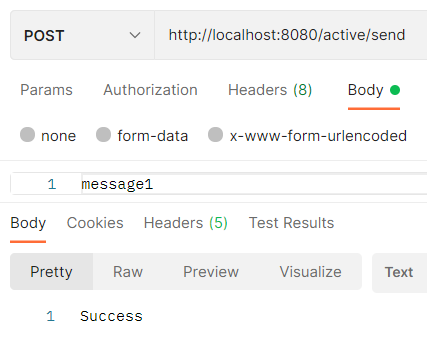 POST http://localhost:8080/active/send
Params Authorization Headers (8) Body
none form-data x-www-form-urlencoded
1 message1
Body Cookies Headers (5) Test Results
Pretty Raw Preview Visualize Text
1 Success